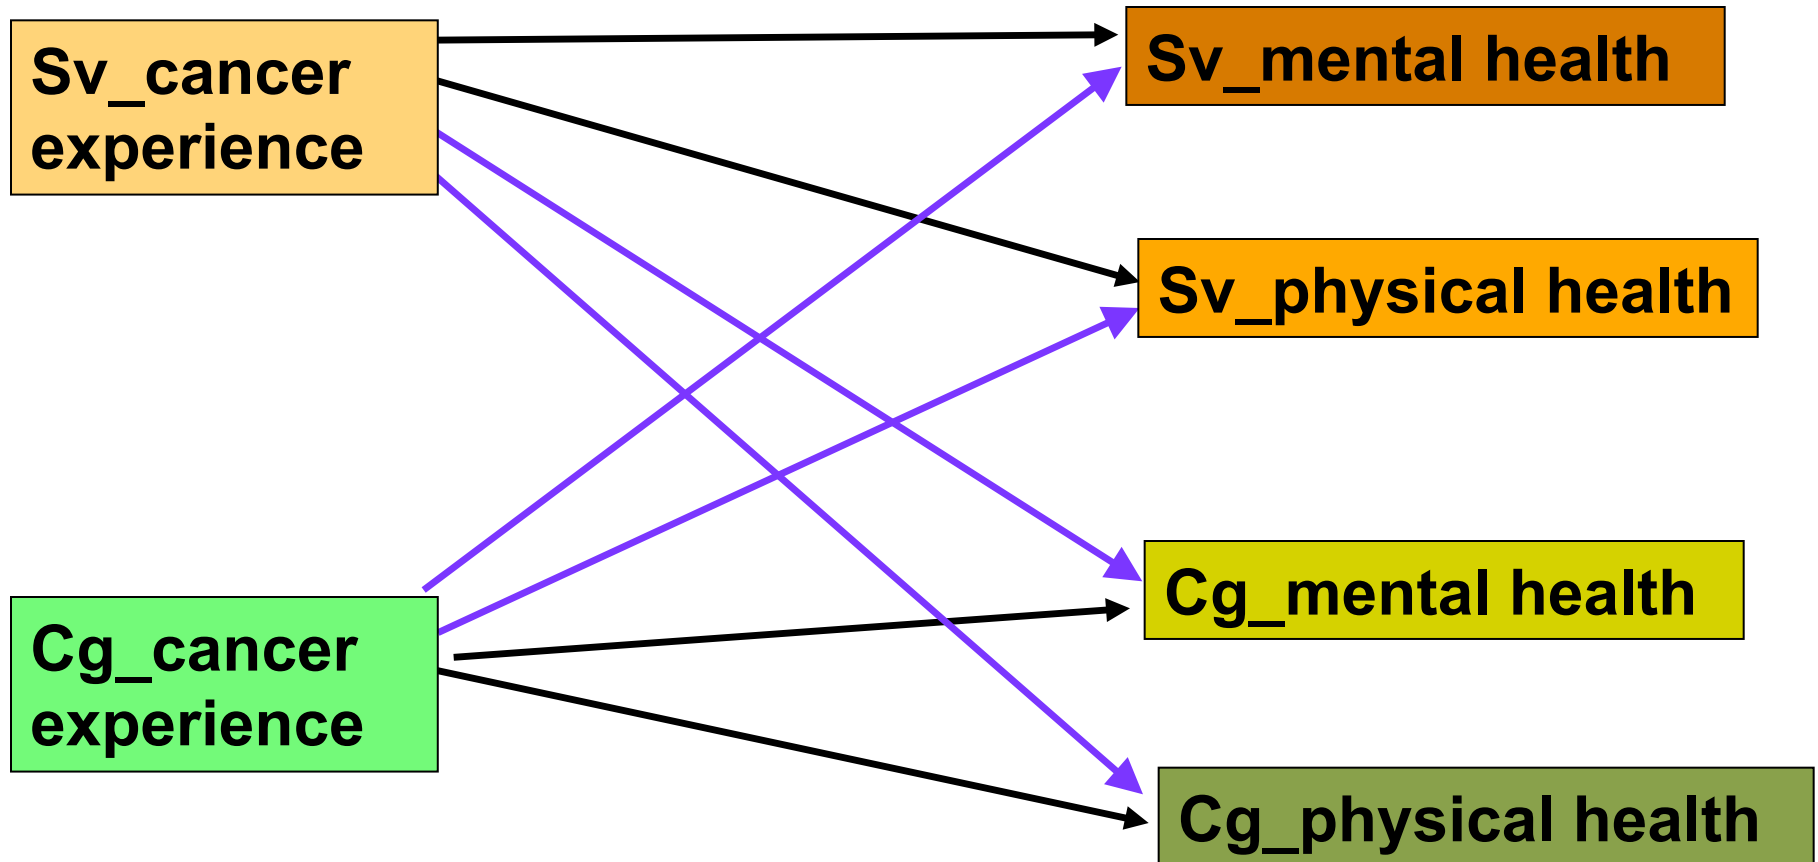 Sv_cancer
experience
Sv_mental health
Sv_physical health
Cg_mental health
Cg_cancer
experience
Cg_physical health